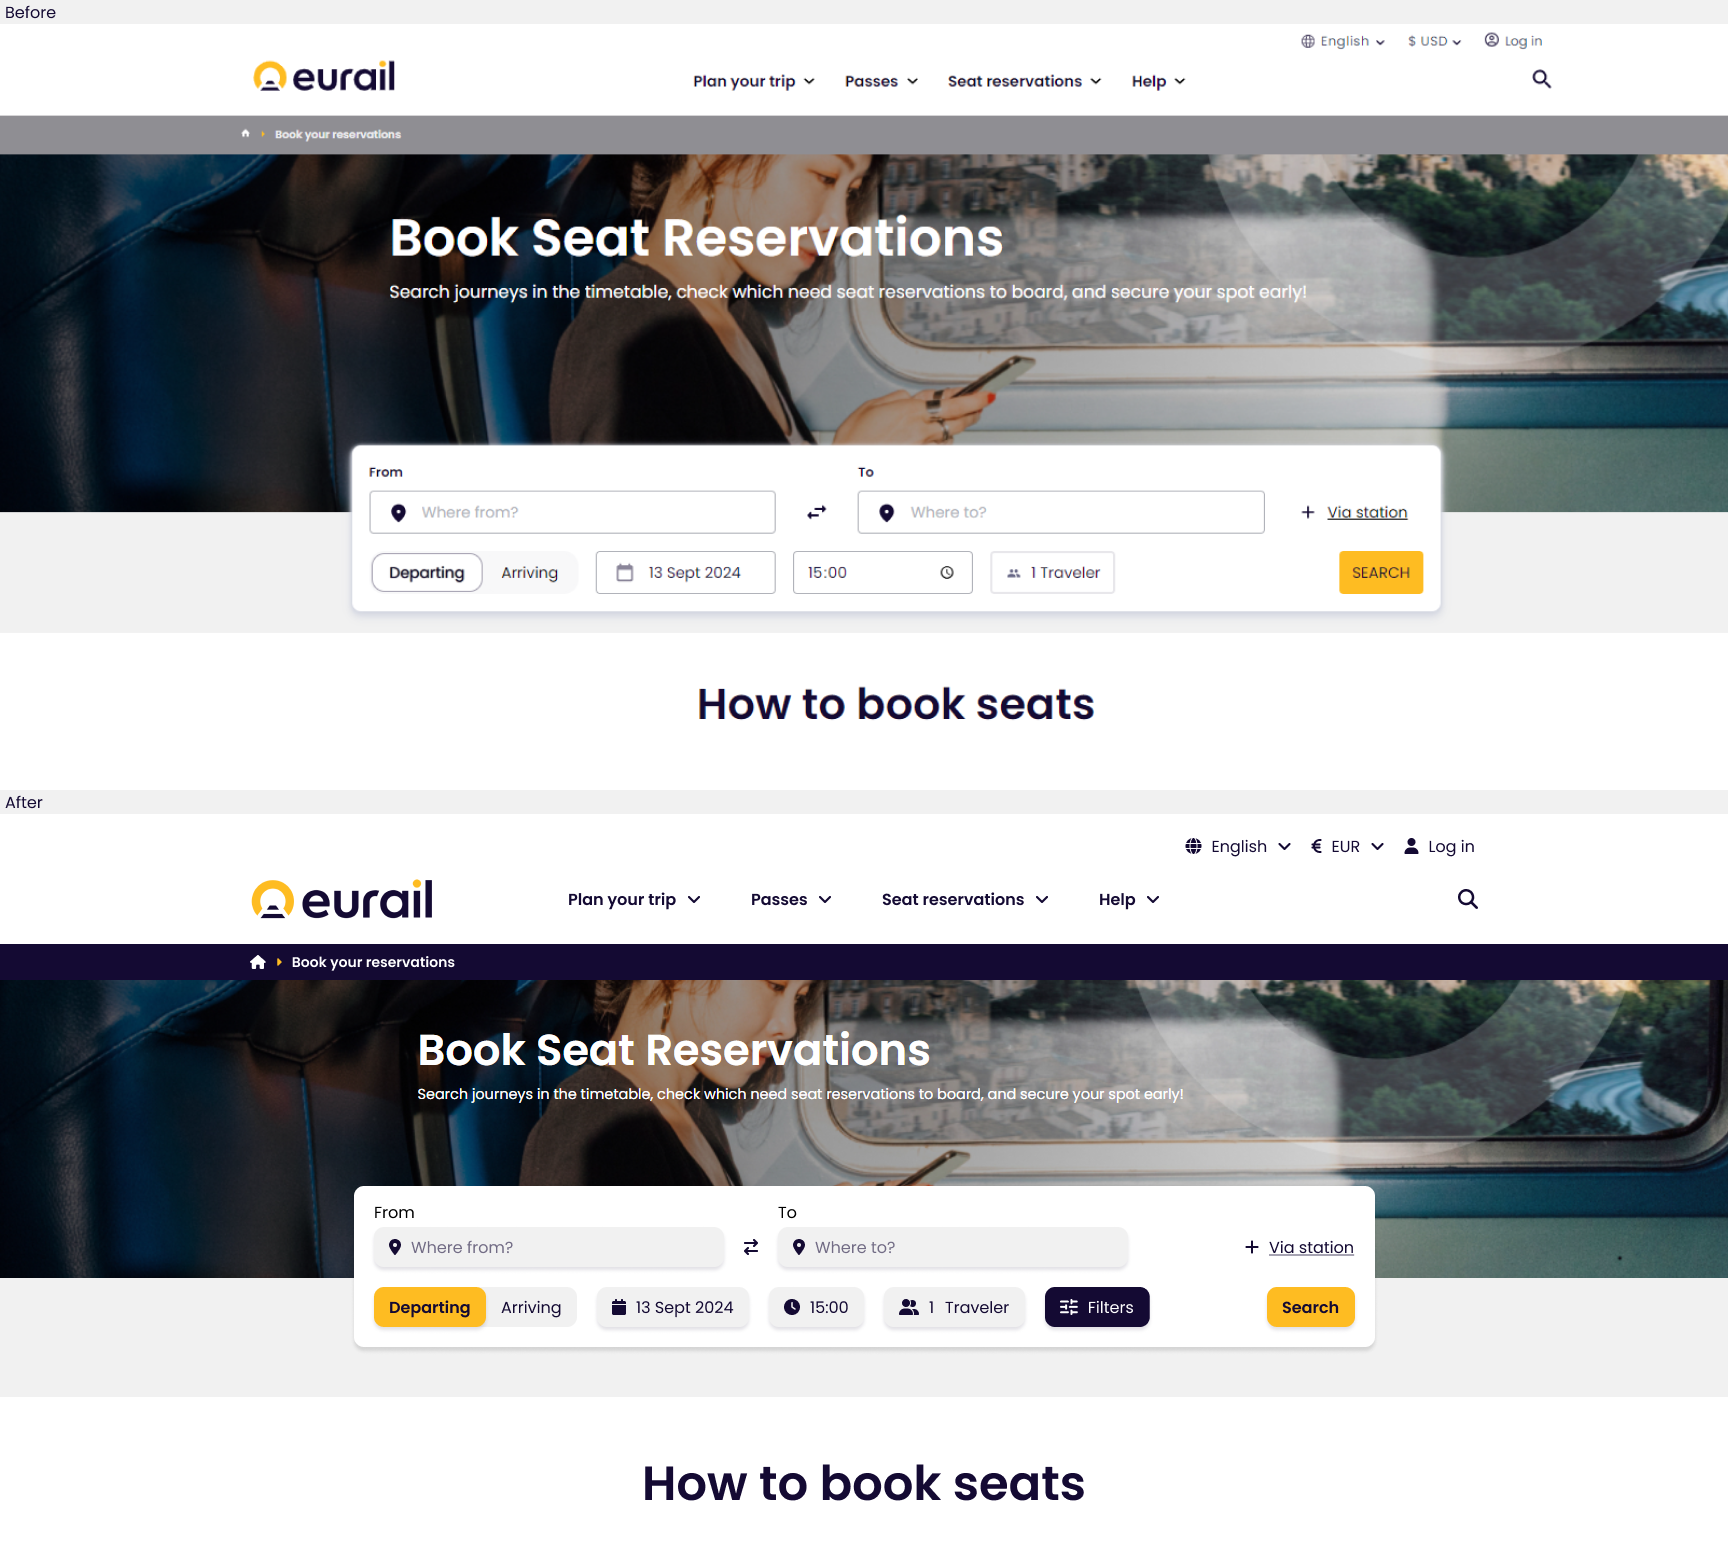 Before
English $ USD Log in
eurail Plan your trip Passes Seat reservations Help
Book your reservations
Book Seat Reservations
Search journeys in the timetable, check which need seat reservations to board, and secure your spot early!
From To
Where from? Where to? + Via station
Departing Arriving 13 Sept 2024 15:00 1 Traveler SEARCH
How to book seats
After
English € EUR Log in
eurail Plan your trip Passes Seat reservations Help
Book your reservations
Book Seat Reservations
Search journeys in the timetable, check which need seat reservations to board, and secure your spot early!
From To
Where from? Where to? + Via station
Departing Arriving 13 Sept 2024 15:00 1 Traveler Filters Search
How to book seats